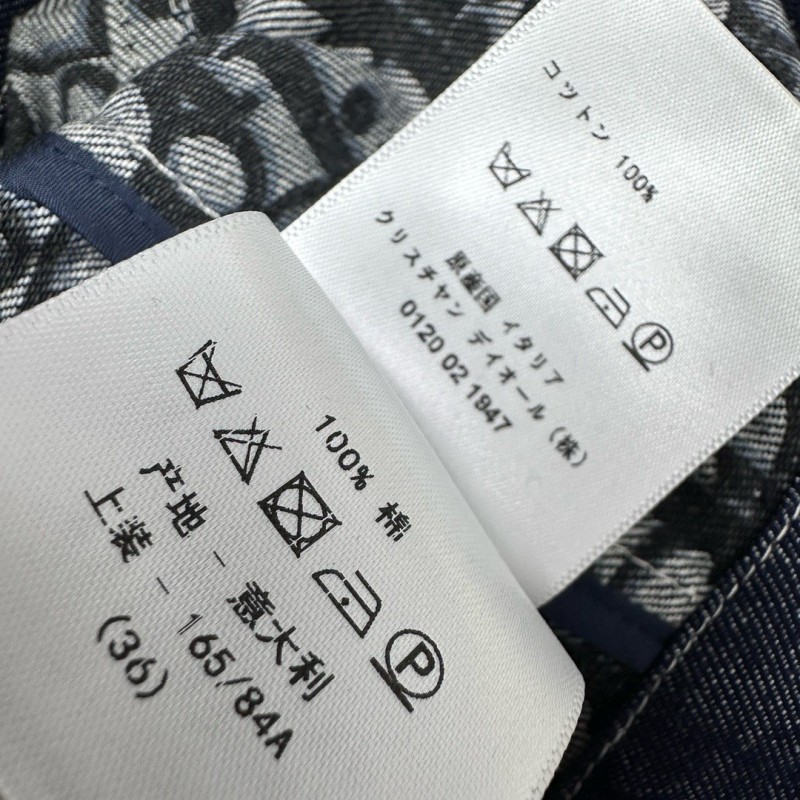 コットン 100%
P
原産国 イタリア
クリスチャン ディオール (株)
0120 02 1947
100% 棉
P
产地 - 意大利
上装 - 165/84A
(36)